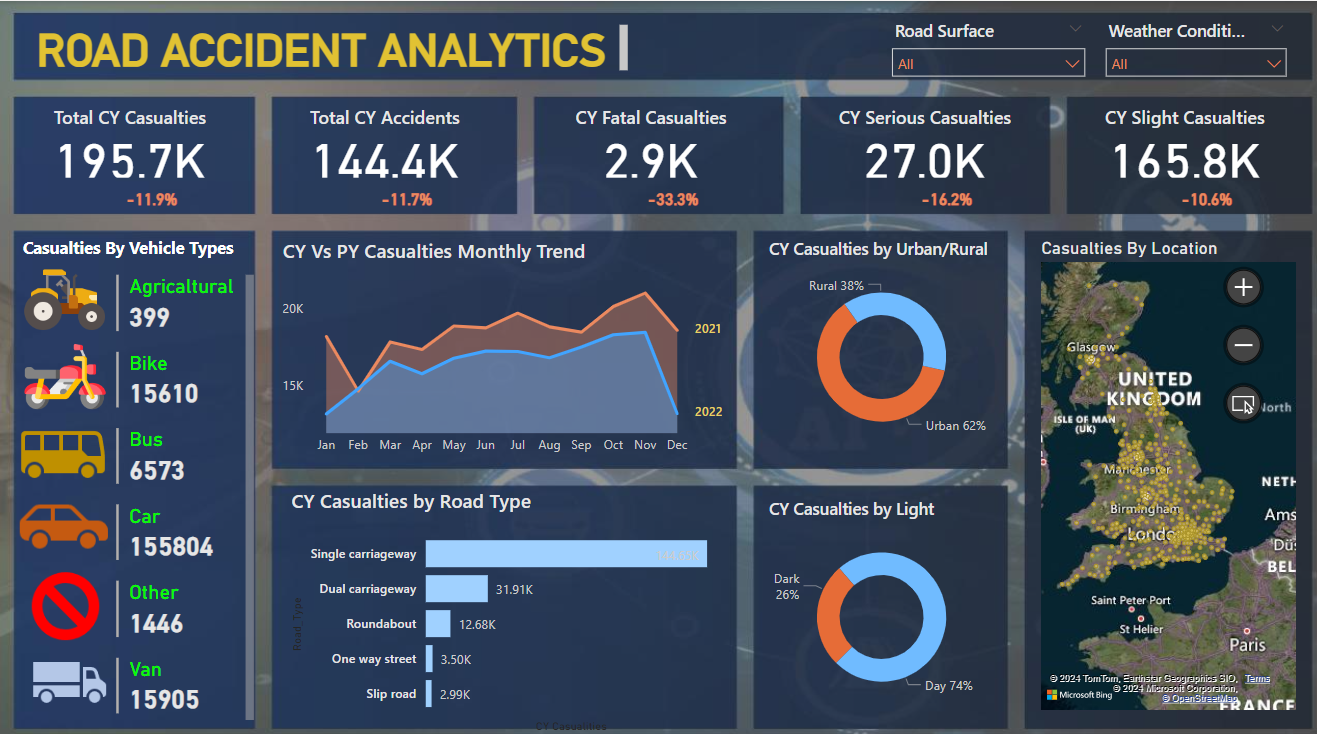 ROAD ACCIDENT ANALYTICS
Road Surface
All
Weather Conditi...
All
Total CY Casualties
195.7K
-11.9%
Total CY Accidents
144.4K
-11.7%
CY Fatal Casualties
2.9K
-33.3%
CY Serious Casualties
27.0K
-16.2%
CY Slight Casualties
165.8K
-10.6%
Casualties By Vehicle Types
Agricaltural
399
Bike
15610
Bus
6573
Car
155804
Other
1446
Van
15905
CY Vs PY Casualties Monthly Trend
20K
15K
2021
2022
Jan Feb Mar Apr May Jun Jul Aug Sep Oct Nov Dec
CY Casualties by Road Type
Road_Type
Single carriageway
Dual carriageway 31.91K
Roundabout 12.68K
One way street 3.50K
Slip road 2.99K
CY Casualities
CY Casualties by Urban/Rural
Rural 38%
Urban 62%
CY Casualties by Light
Dark
26%
Day 74%
Casualties By Location
Glasgow
UNITED
KINGDOM
North
ISLE OF MAN
(UK)
Manchester
NETH
Birmingham
Ams
London
Dü
BEL
Saint Peter Port
St Helier
Paris
© 2024 TomTom, Earthstar Geographics SIO, Terms
© 2024 Microsoft Corporation,
Microsoft Bing
© OpenStreetMap
FRANCE